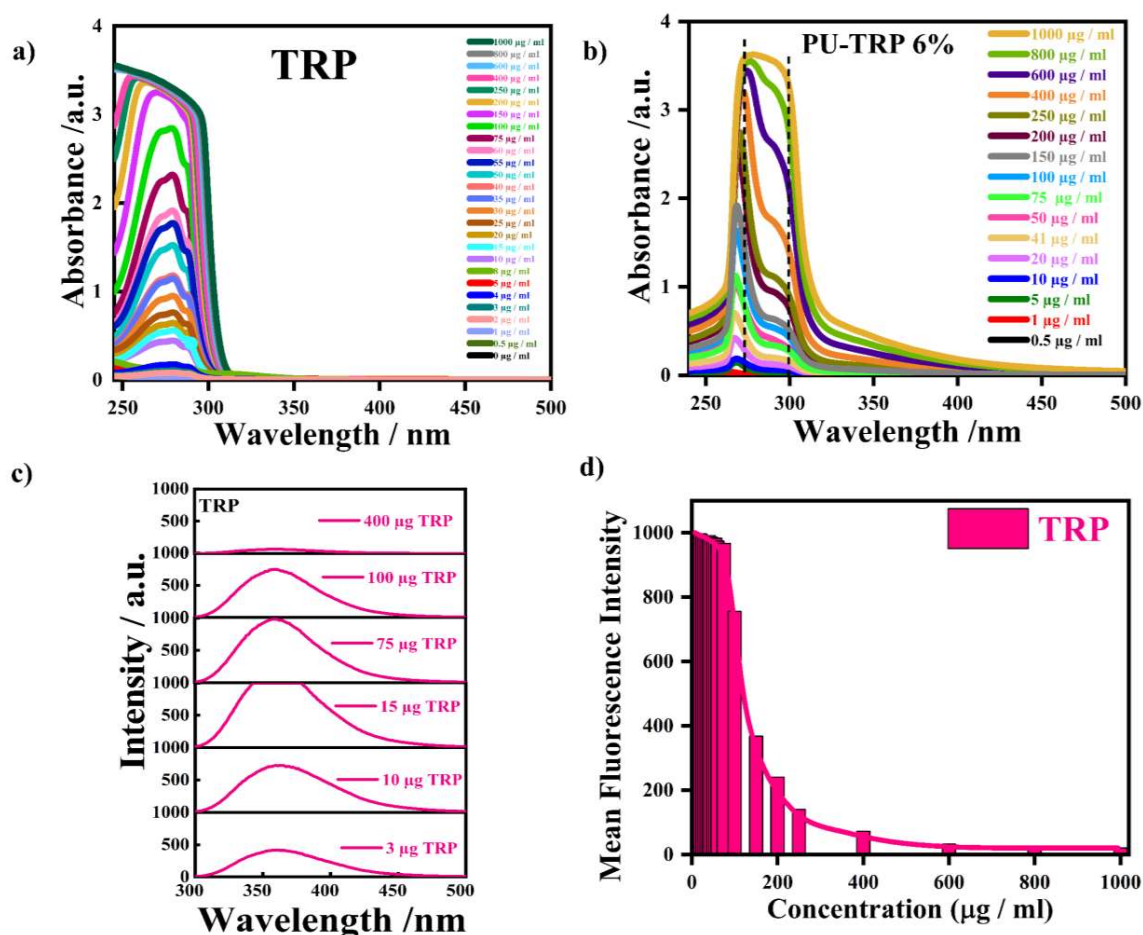 a)
TRP
4
3
2
1
0
Absorbance /a.u.
250 300 350 400 450 500
Wavelength / nm
1000 µg / ml
800 µg / ml
600 µg / ml
400 µg / ml
250 µg / ml
200 µg / ml
150 µg / ml
100 µg / ml
75 µg / ml
60 µg / ml
55 µg / ml
50 µg / ml
40 µg / ml
35 µg / ml
30 µg / ml
25 µg / ml
20 µg/ ml
15 µg / ml
10 µg / ml
8 µg / ml
5 µg / ml
4 µg / ml
3 µg / ml
2 µg / ml
1 µg / ml
0.5 µg / ml
0 µg / ml
b)
PU-TRP 6%
4
3
2
1
0
Absorbance /a.u.
250 300 350 400 450 500
Wavelength /nm
1000 µg / ml
800 µg / ml
600 µg / ml
400 µg / ml
250 µg / ml
200 µg / ml
150 µg / ml
100 µg / ml
75 µg / ml
50 µg / ml
41 µg / ml
20 µg / ml
10 µg / ml
5 µg / ml
1 µg / ml
0.5 µg / ml
c)
1000
TRP
500
400 µg TRP
1000
100 µg TRP
500
1000
75 µg TRP
500
1000
15 µg TRP
500
1000
10 µg TRP
500
1000
3 µg TRP
500
0
Intensity / a.u.
300 350 400 450 500
Wavelength /nm
d)
TRP
1000
800
600
400
200
0
Mean Fluorescence Intensity
0 200 400 600 800 1000
Concentration (µg / ml)